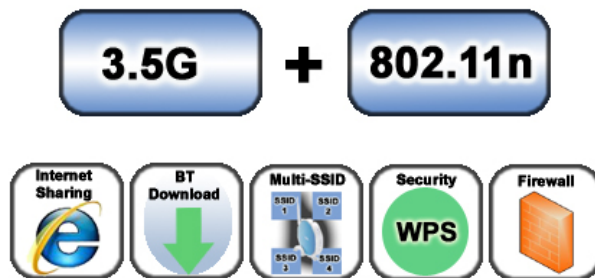 3.5G + 802.11n
Internet
Sharing
BT
Download
Multi-SSID
SSID
1
SSID
2
SSID
3
SSID
4
Security
WPS
Firewall